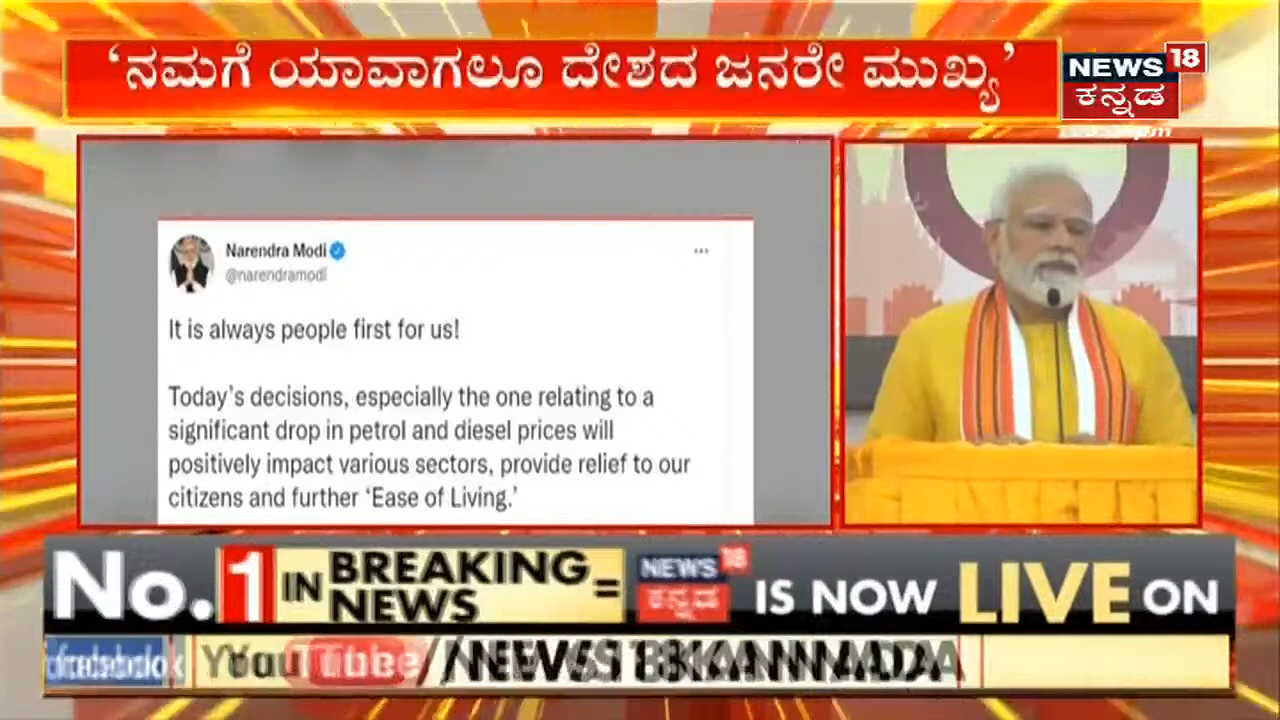 ‘ನಮಗೆ ಯಾವಾಗಲೂ ದೇಶದ ಜನರೇ ಮುಖ್ಯ’
NEWS 18
ಕನ್ನಡ
Narendra Modi
@narendramodi
It is always people first for us!
Today's decisions, especially the one relating to a
significant drop in petrol and diesel prices will
positively impact various sectors, provide relief to our
citizens and further ‘Ease of Living.’
No. 1 IN BREAKING NEWS = NEWS 18 ಕನ್ನಡ IS NOW LIVE ON
YouTube //NEWS18KANNADA